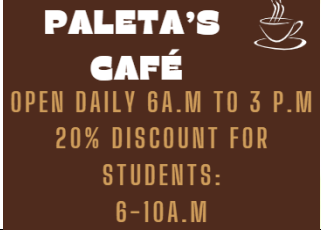 PALETA'S
CAFÉ
OPEN DAILY 6A.M TO 3 P.M
20% DISCOUNT FOR
STUDENTS:
6-10A.M